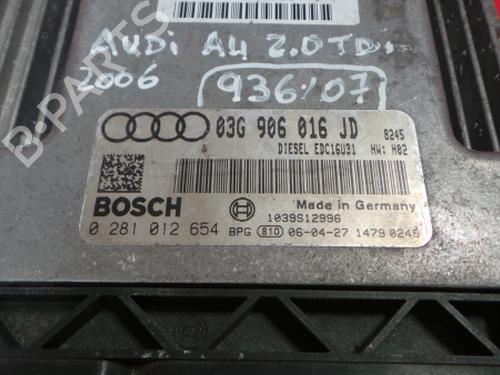 AUDi A4 2.0TDi
2006
936/07
B-PARTS
03G 906 016 JD 8245
DIESEL EDC16U31 HW: H02
BOSCH
Made in Germany
1039S12996
0 281 012 654 BPG 810 06-04-27 1479 0249